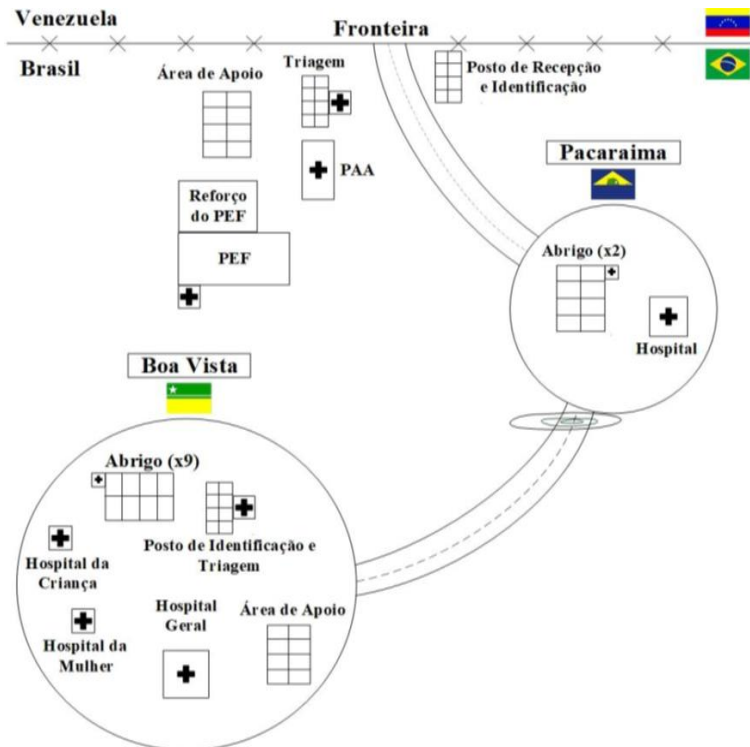 Venezuela
Fronteira
Brasil
Área de Apoio
Triagem
Posto de Recepção
e Identificação
PAA
Pacaraima
Reforço
do PEF
PEF
Abrigo (x2)
Hospital
Boa Vista
Abrigo (x9)
Posto de Identificação e
Triagem
Hospital da
Criança
Hospital
Geral
Área de Apoio
Hospital da
Mulher